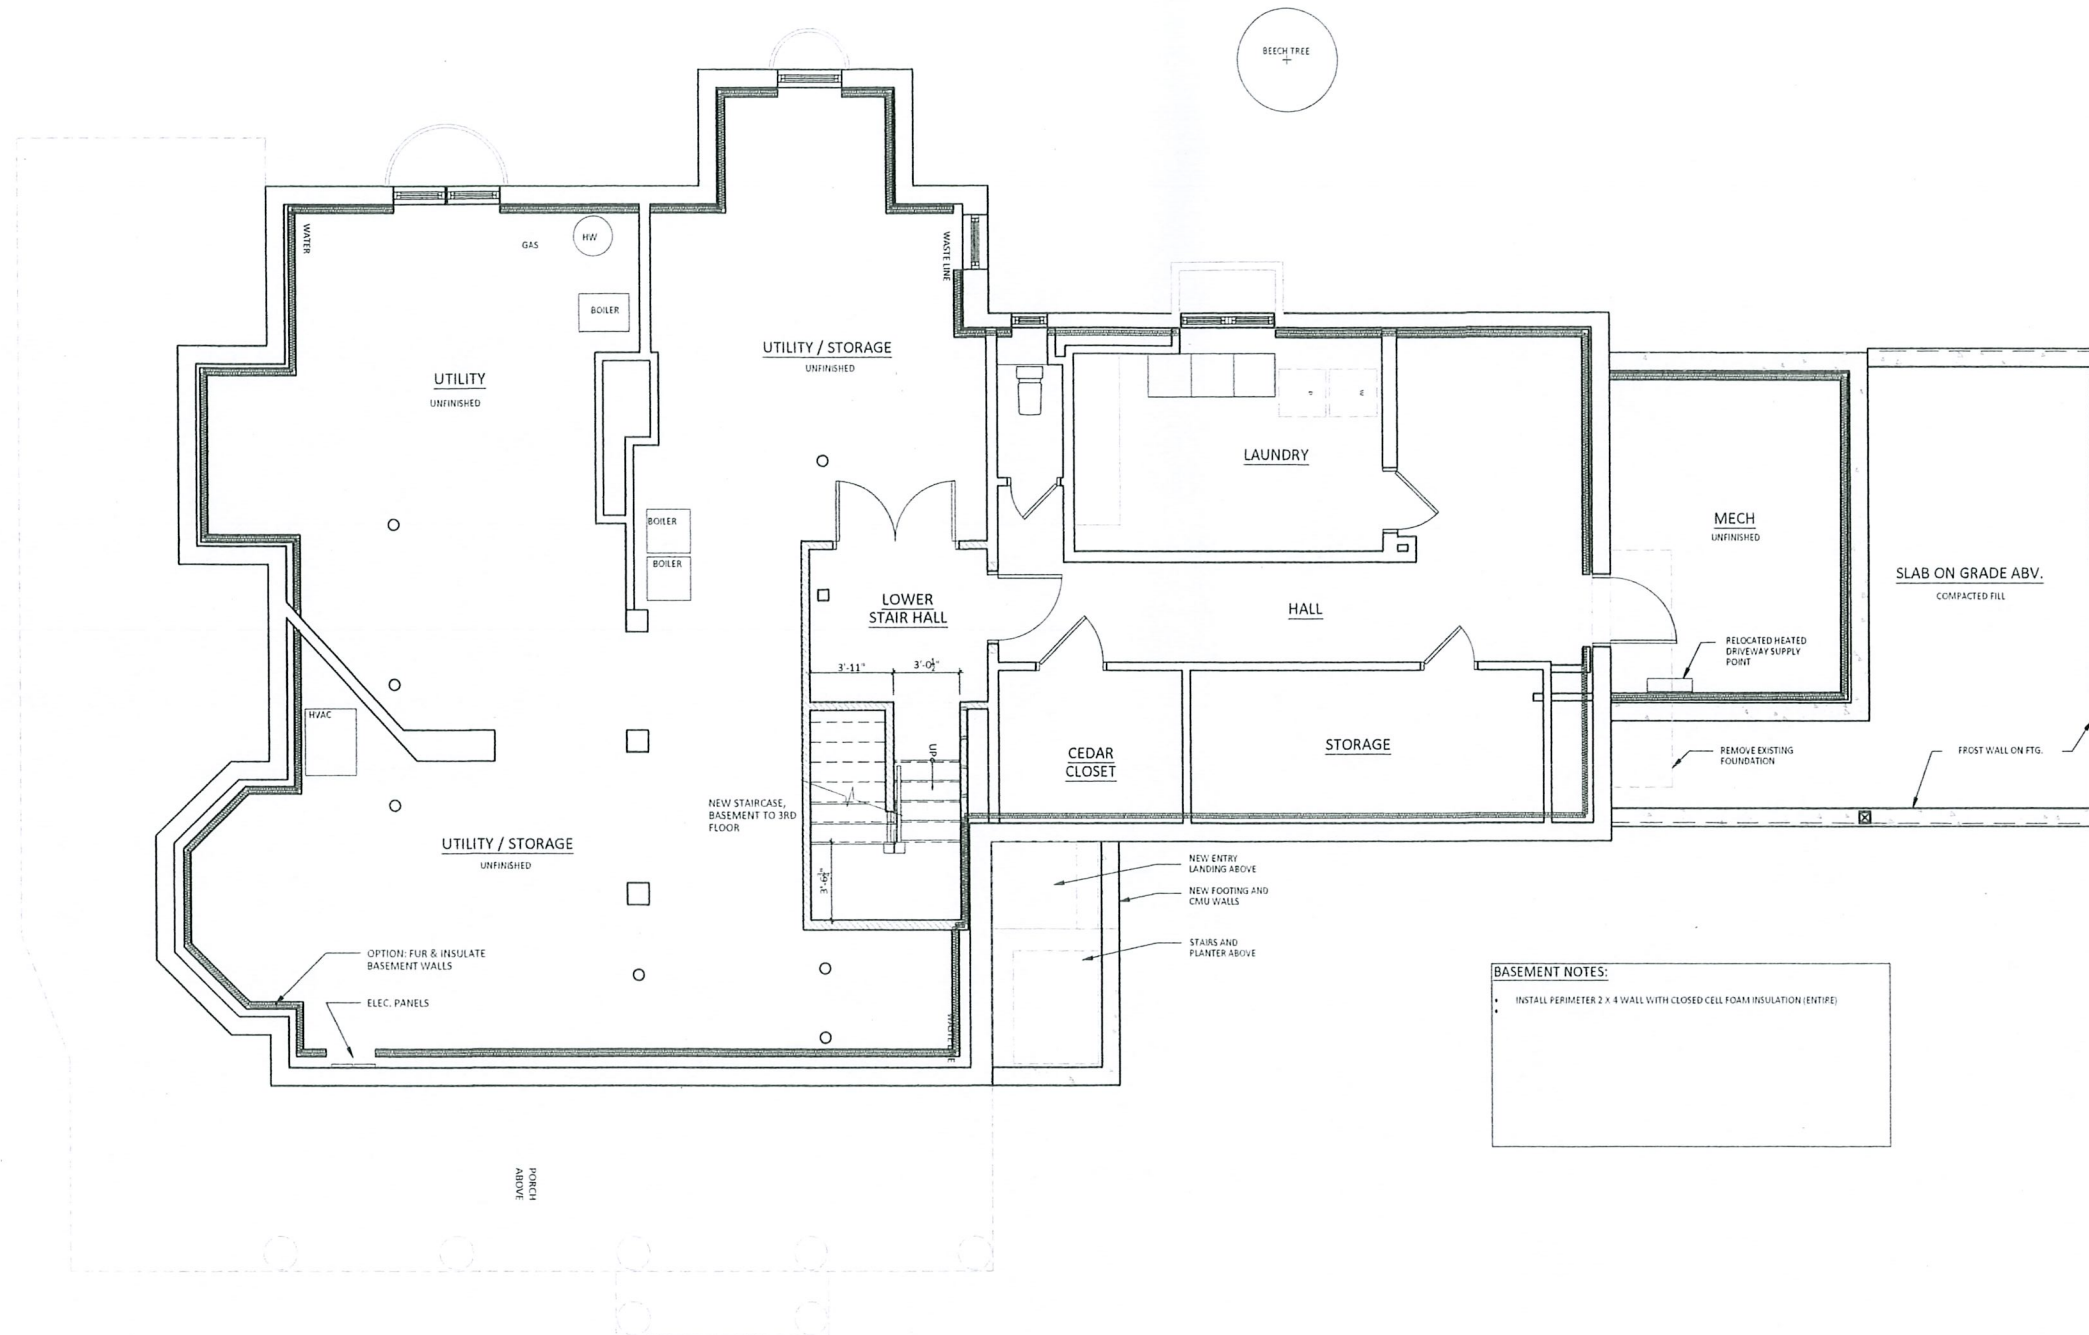 BEECH TREE
WATER
GAS
HW
BOILER
WASTE LINE
UTILITY / STORAGE
UNFINISHED
UTILITY
UNFINISHED
LAUNDRY
BOILER
BOILER
MECH
UNFINISHED
SLAB ON GRADE ABV.
COMPACTED FILL
LOWER
STAIR HALL
HALL
RELOCATED HEATED
DRIVEWAY SUPPLY
POINT
3'-11"
3'-0½"
HVAC
UP
CEDAR
CLOSET
STORAGE
REMOVE EXISTING
FOUNDATION
FROST WALL ON FTG.
NEW STAIRCASE,
BASEMENT TO 3RD
FLOOR
UTILITY / STORAGE
UNFINISHED
NEW ENTRY
LANDING ABOVE
NEW FOOTING AND
CMU WALLS
STAIRS AND
PLANTER ABOVE
OPTION: FUR & INSULATE
BASEMENT WALLS
ELEC. PANELS
BASEMENT NOTES:
• INSTALL PERIMETER 2 X 4 WALL WITH CLOSED CELL FOAM INSULATION (ENTIRE)
•
PORCH
ABOVE